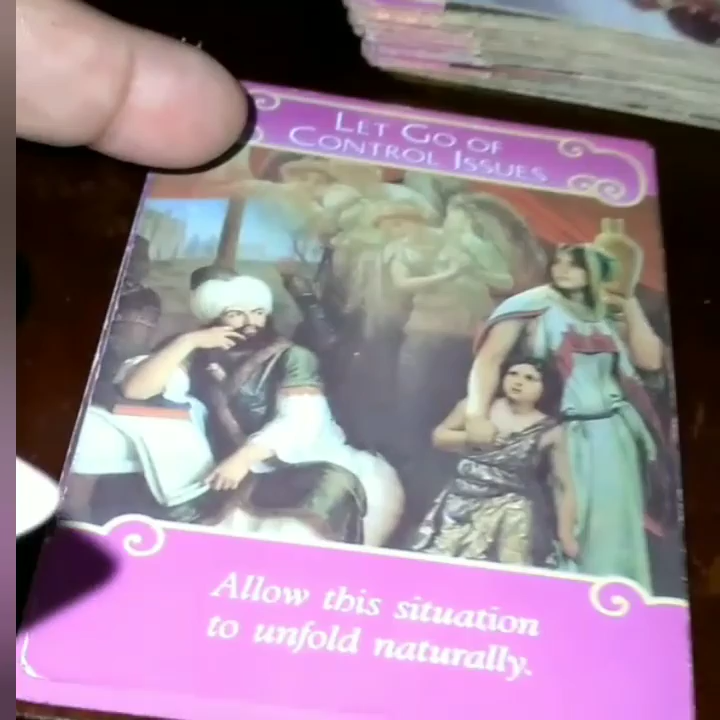 LET GO OF
CONTROL ISSUES
Allow this situation
to unfold naturally.